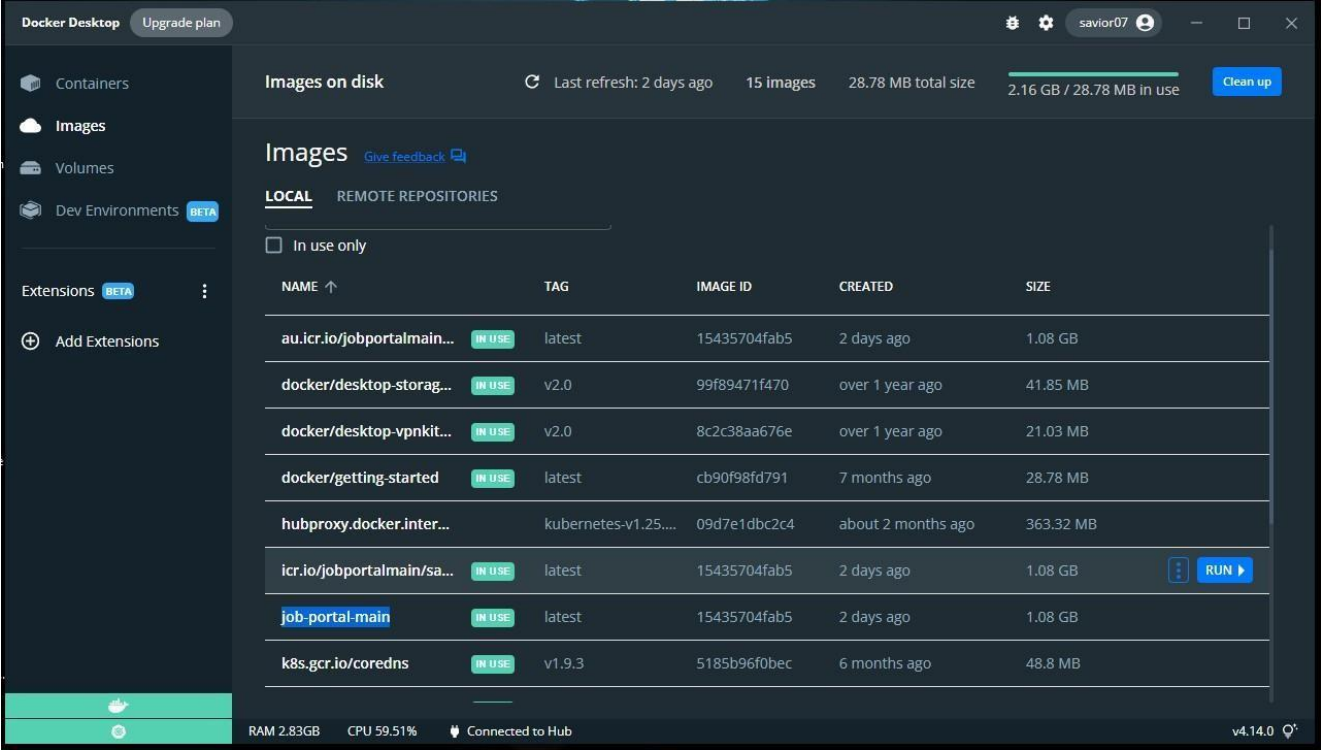 Docker Desktop Upgrade plan savior07
Containers
Images
Volumes
Dev Environments BETA
Extensions BETA
Add Extensions
Images on disk Last refresh: 2 days ago 15 images 28.78 MB total size 2.16 GB / 28.78 MB in use Clean up
Images Give feedback
LOCAL REMOTE REPOSITORIES
In use only
NAME TAG IMAGE ID CREATED SIZE
au.icr.io/jobportalmain... IN USE latest 15435704fab5 2 days ago 1.08 GB
docker/desktop-storag... IN USE v2.0 99f89471f470 over 1 year ago 41.85 MB
docker/desktop-vpnkit... IN USE v2.0 8c2c38aa676e over 1 year ago 21.03 MB
docker/getting-started IN USE latest cb90f98fd791 7 months ago 28.78 MB
hubproxy.docker.inter... kubernetes-v1.25.... 09d7e1dbc2c4 about 2 months ago 363.32 MB
icr.io/jobportalmain/sa... IN USE latest 15435704fab5 2 days ago 1.08 GB RUN
job-portal-main IN USE latest 15435704fab5 2 days ago 1.08 GB
k8s.gcr.io/coredns IN USE v1.9.3 5185b96f0bec 6 months ago 48.8 MB
RAM 2.83GB CPU 59.51% Connected to Hub v4.14.0